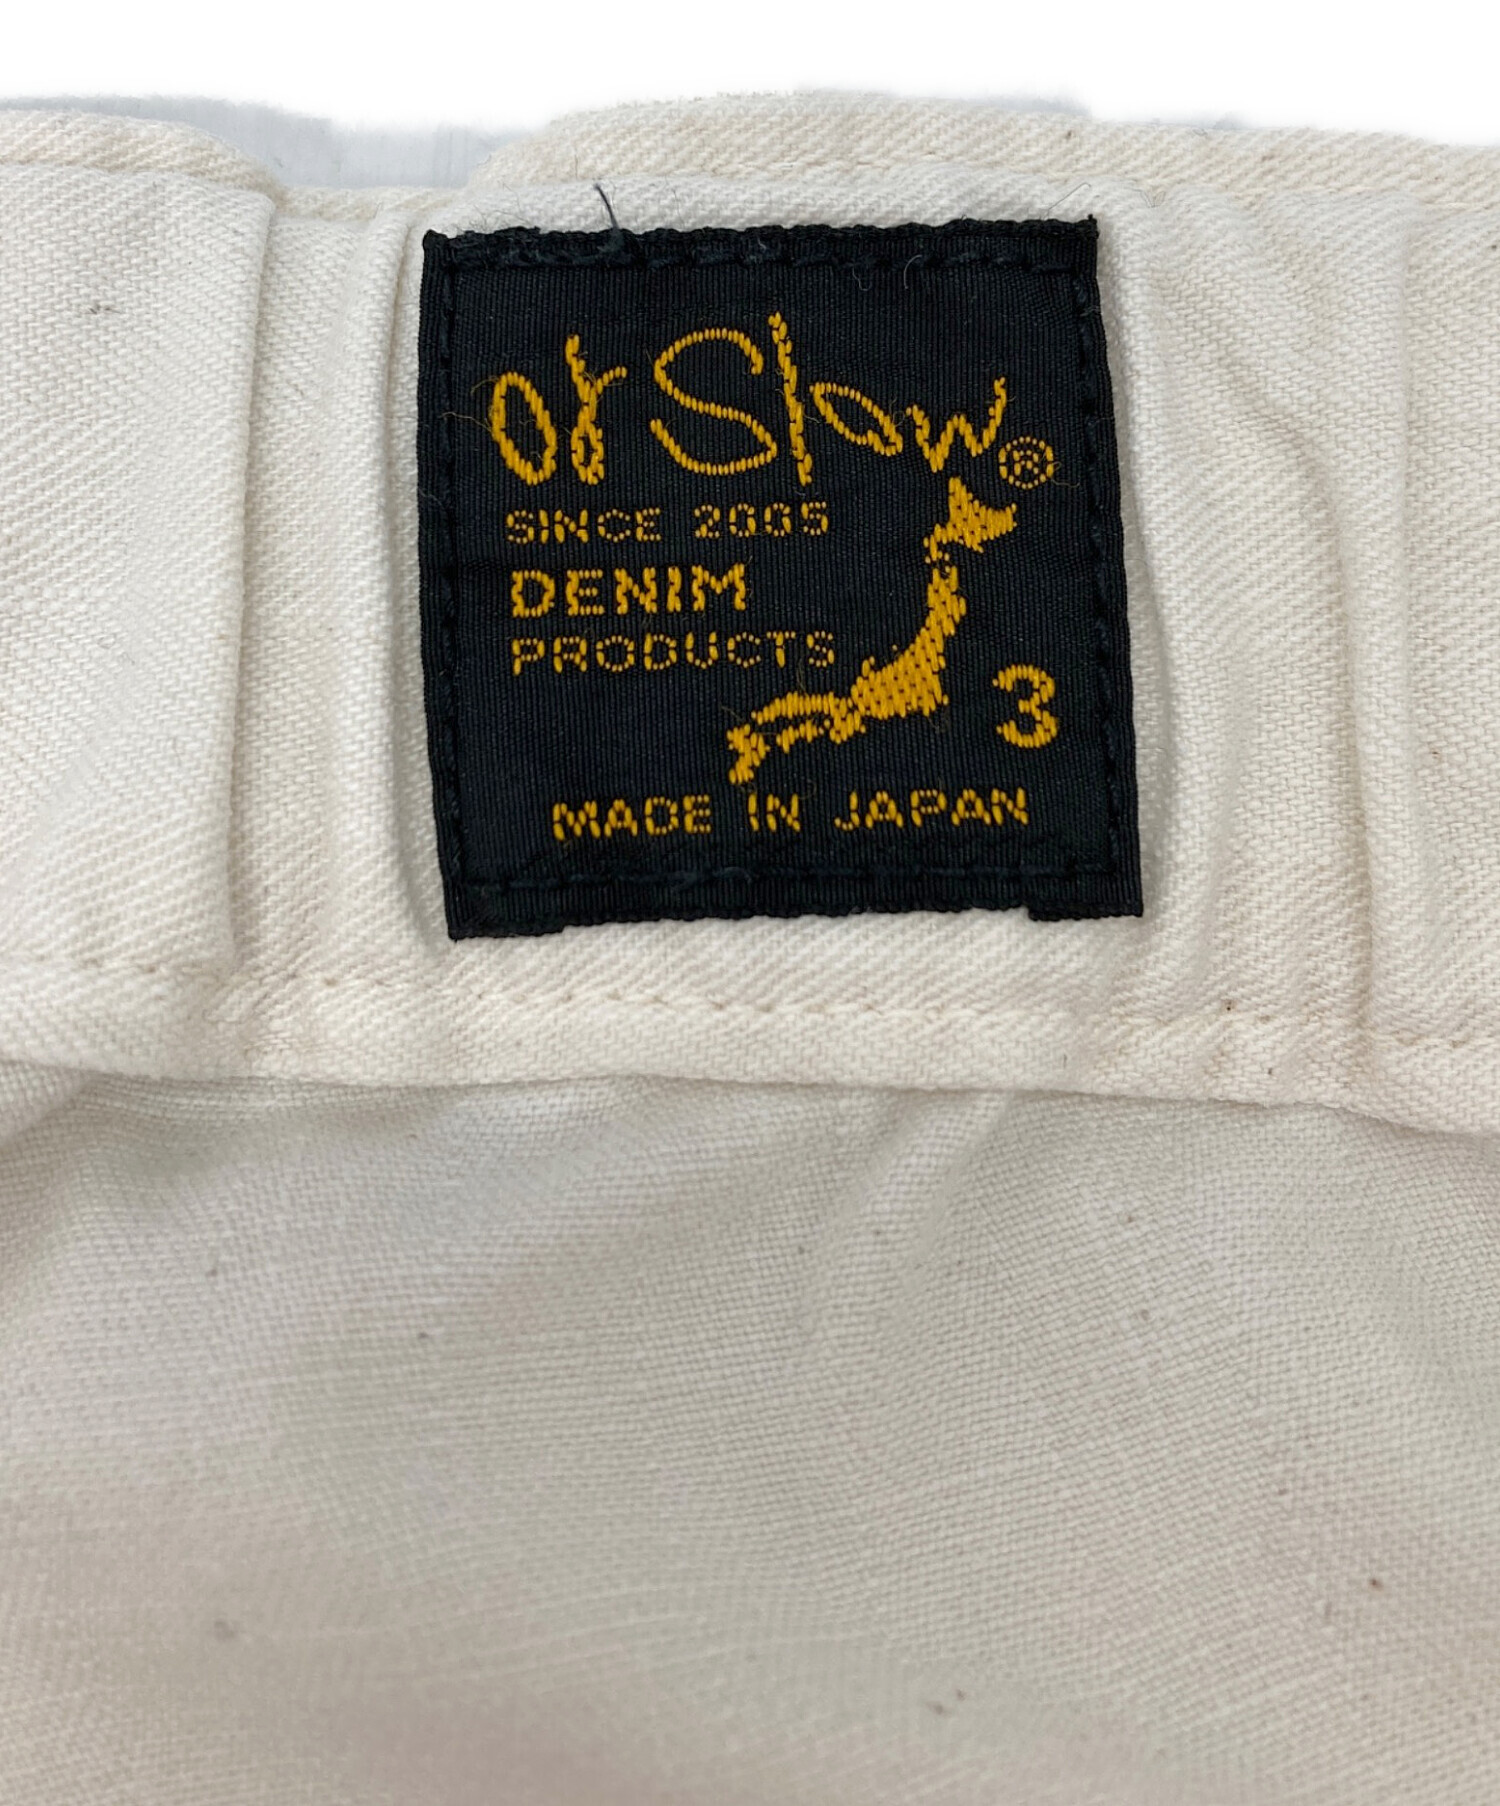 orSlow®
SINCE 2005
DENIM
PRODUCTS
3
MADE IN JAPAN